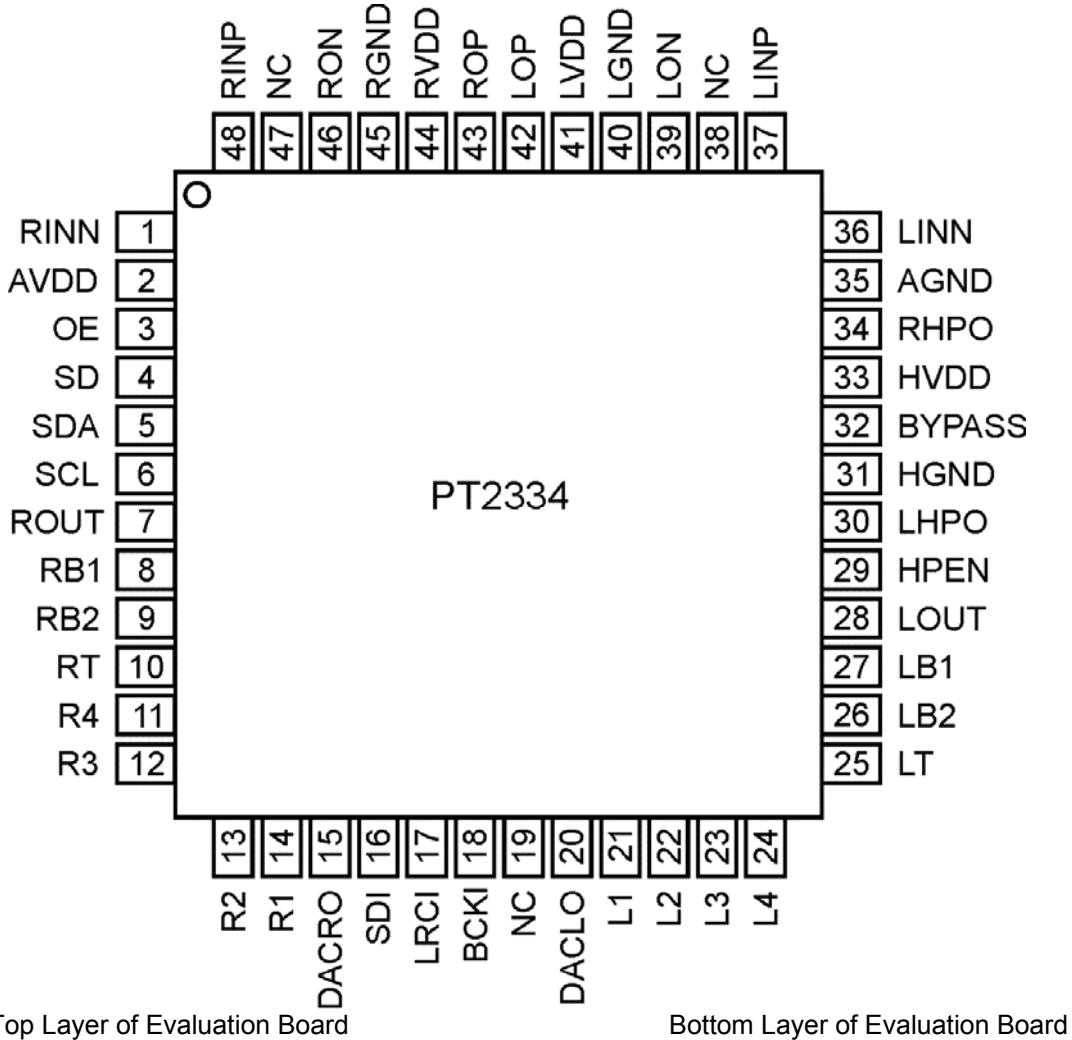 RINP NC RON RGND RVDD ROP LOP LVDD LGND LON NC LINP
48 47 46 45 44 43 42 41 40 39 38 37
RINN 1 36 LINN
AVDD 2 35 AGND
OE 3 34 RHPO
SD 4 33 HVDD
SDA 5 32 BYPASS
SCL 6 31 HGND
PT2334
ROUT 7 30 LHPO
RB1 8 29 HPEN
RB2 9 28 LOUT
RT 10 27 LB1
R4 11 26 LB2
R3 12 25 LT
13 14 15 16 17 18 19 20 21 22 23 24
R2 R1 DACRO SDI LRCI BCKI NC DACLO L1 L2 L3 L4
Top Layer of Evaluation Board Bottom Layer of Evaluation Board